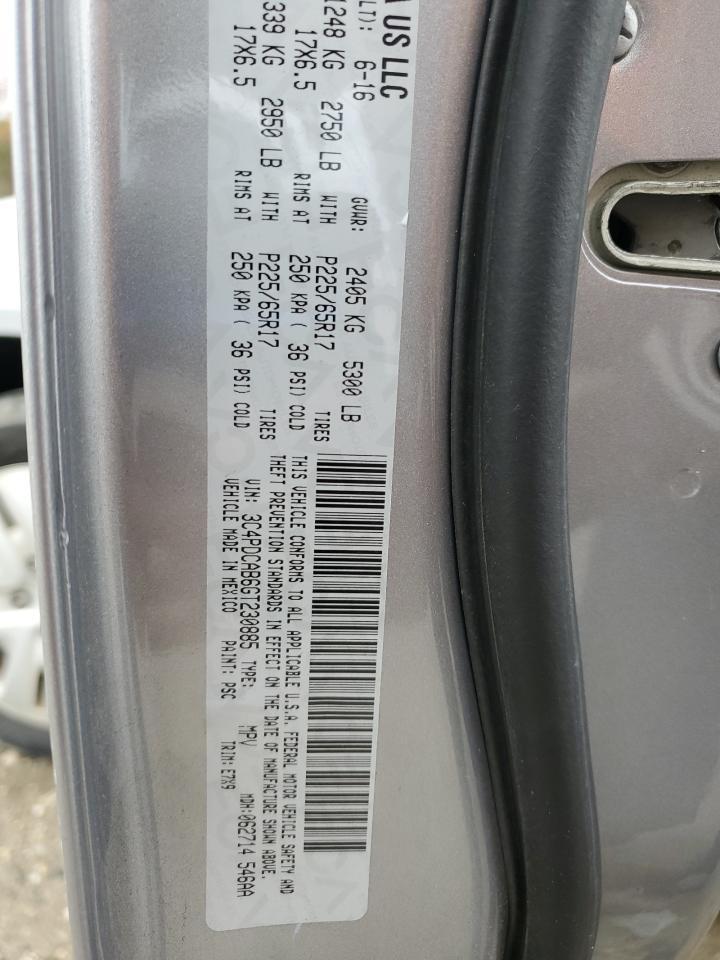 A US LLC
LT): 6-16 GVWR: 2405 KG 5300 LB
1248 KG 2750 LB WITH P225/65R17 TIRES
17X6.5 RIMS AT 250 KPA ( 36 PSI) COLD
339 KG 2950 LB WITH P225/65R17 TIRES
17X6.5 RIMS AT 250 KPA ( 36 PSI) COLD
THIS VEHICLE CONFORMS TO ALL APPLICABLE U.S.A. FEDERAL MOTOR VEHICLE SAFETY AND
THEFT PREVENTION STANDARDS IN EFFECT ON THE DATE OF MANUFACTURE SHOWN ABOVE.
VIN: 3C4PDCAB6GT230885 TYPE: MPV MDH:062714 546AA
VEHICLE MADE IN MEXICO PAINT: PSC TRIM: E7X9